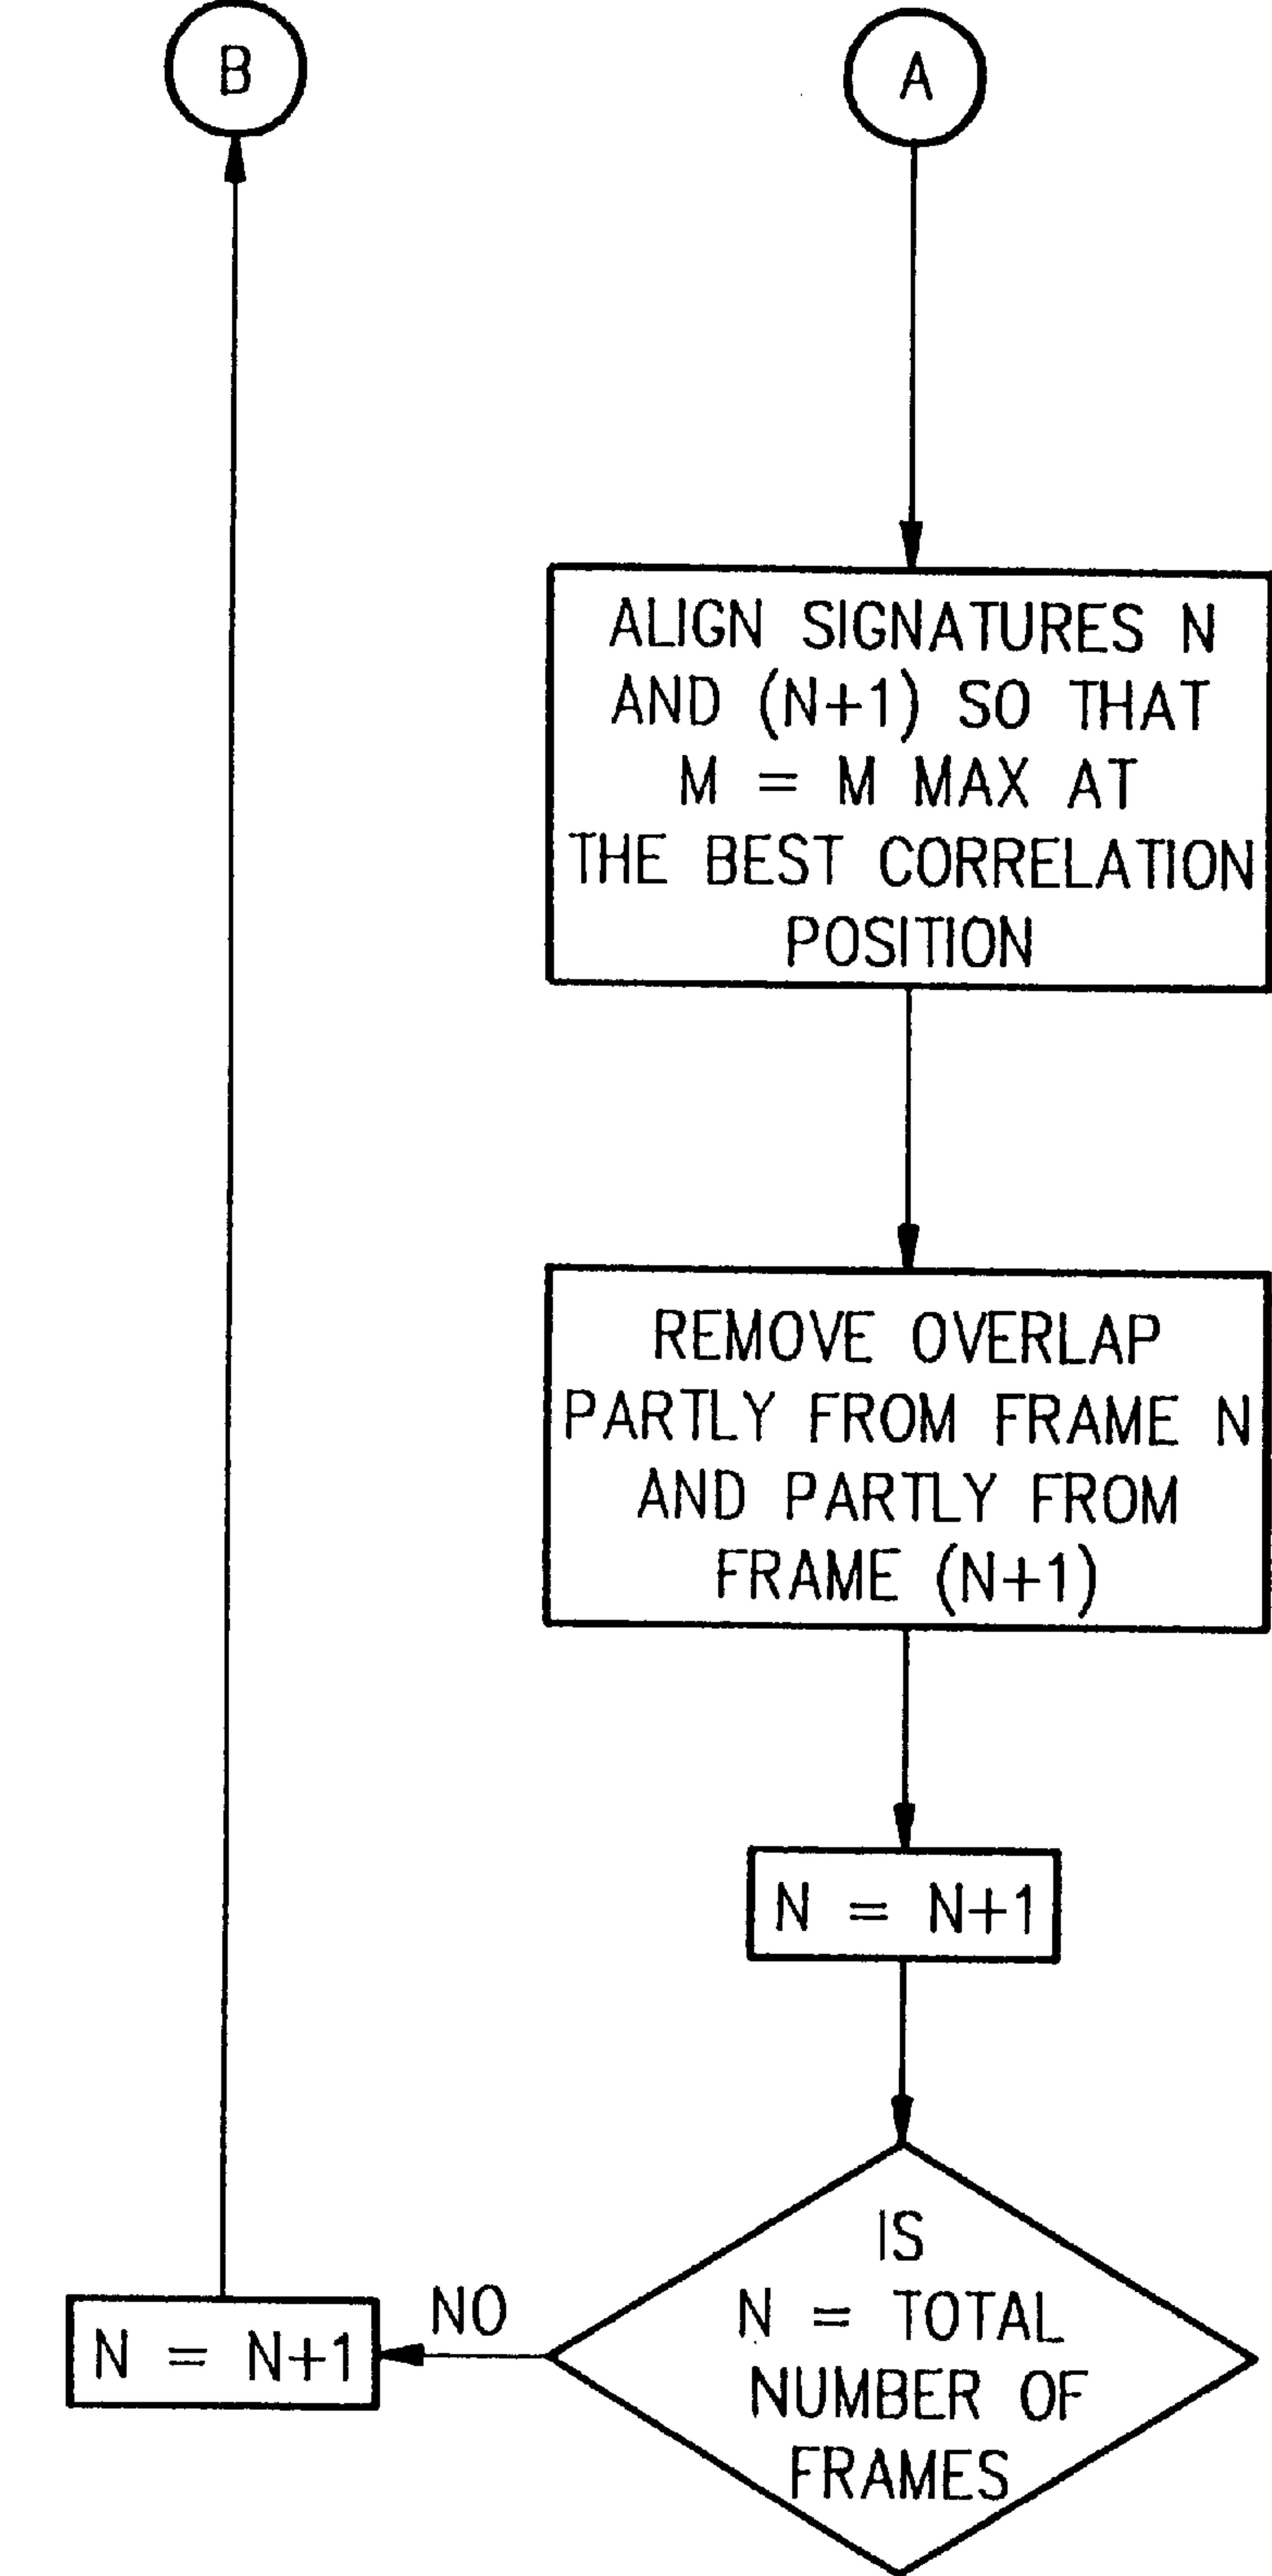 B
A
ALIGN SIGNATURES N
AND (N+1) SO THAT
M = M MAX AT
THE BEST CORRELATION
POSITION
REMOVE OVERLAP
PARTLY FROM FRAME N
AND PARTLY FROM
FRAME (N+1)
N = N+1
IS
N = TOTAL
NUMBER OF
FRAMES
NO
N = N+1